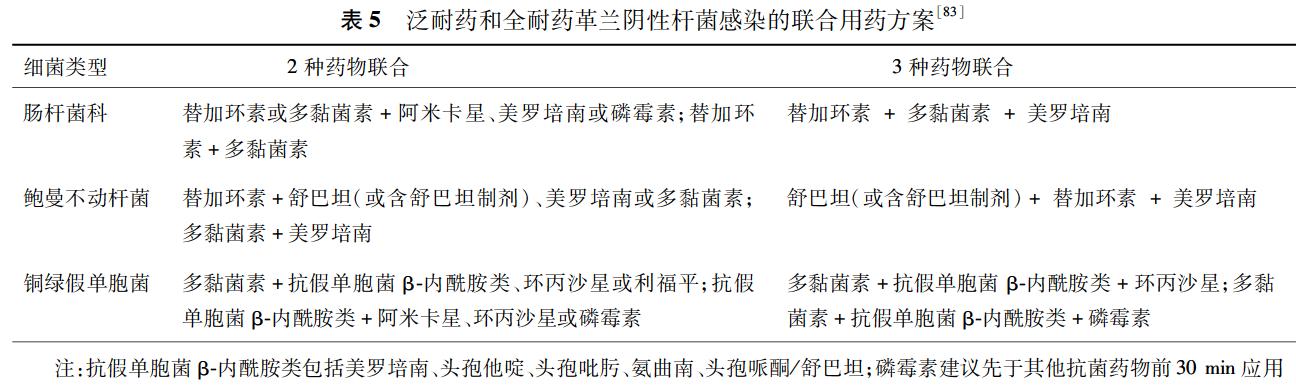 表 5 泛耐药和全耐药革兰阴性杆菌感染的联合用药方案[83]
细菌类型 2 种药物联合 3 种药物联合
肠杆菌科 替加环素或多黏菌素 + 阿米卡星、美罗培南或磷霉素;替加环 替加环素 + 多黏菌素 + 美罗培南
素 + 多黏菌素
鲍曼不动杆菌 替加环素 + 舒巴坦(或含舒巴坦制剂)、美罗培南或多黏菌素; 舒巴坦(或含舒巴坦制剂) + 替加环素 + 美罗培南
多黏菌素 + 美罗培南
铜绿假单胞菌 多黏菌素 + 抗假单胞菌 β-内酰胺类、环丙沙星或利福平;抗假 多黏菌素 + 抗假单胞菌 β-内酰胺类 + 环丙沙星;多黏
单胞菌 β-内酰胺类 + 阿米卡星、环丙沙星或磷霉素 菌素 + 抗假单胞菌 β-内酰胺类 + 磷霉素
注:抗假单胞菌 β-内酰胺类包括美罗培南、头孢他啶、头孢吡肟、氨曲南、头孢哌酮/舒巴坦;磷霉素建议先于其他抗菌药物前 30 min 应用